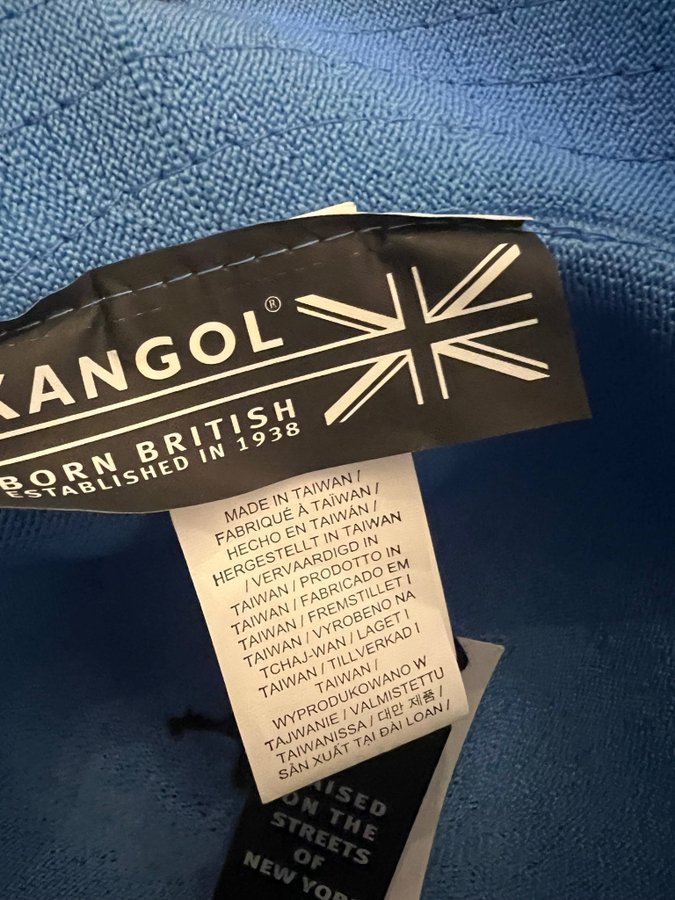 KANGOL®
BORN BRITISH
ESTABLISHED IN 1938
MADE IN TAIWAN /
FABRIQUÉ À TAÏWAN /
HECHO EN TAIWÁN /
HERGESTELLT IN TAIWAN
/ VERVAARDIGD IN
TAIWAN / PRODOTTO IN
TAIWAN / FABRICADO EM
TAIWAN / FREMSTILLET I
TAIWAN / VYROBENO NA
TCHAJ-WAN / LAGET I
TAIWAN / TILLVERKAD I
TAIWAN /
WYPRODUKOWANO W
TAJWANIE / VALMISTETTU
TAIWANISSA / 대만 제품 /
SẢN XUẤT TẠI ĐÀI LOAN /
AISED
ON THE
STREETS
OF
NEW YORK